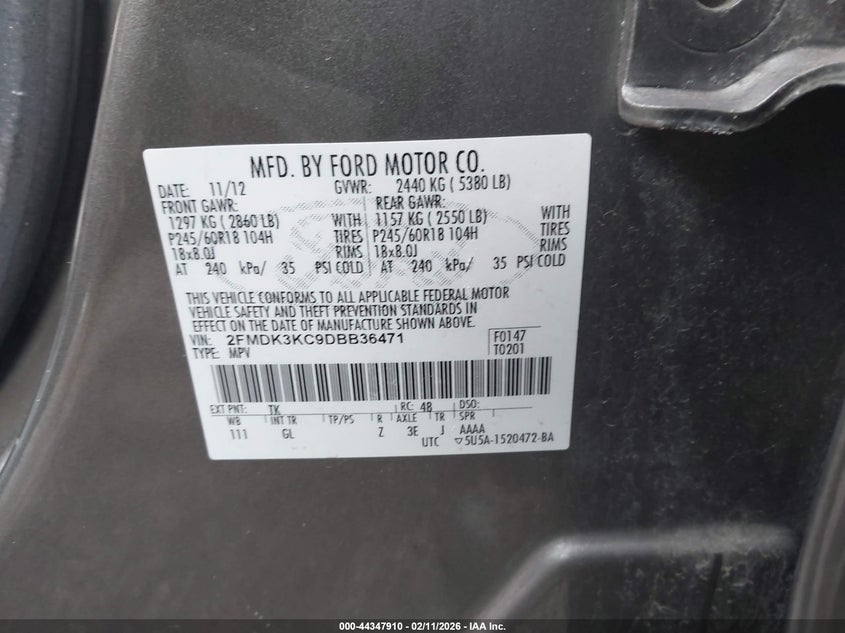 MFD. BY FORD MOTOR CO.
DATE: 11/12 GVWR: 2440 KG ( 5380 LB)
FRONT GAWR: REAR GAWR:
1297 KG ( 2860 LB) WITH 1157 KG ( 2550 LB) WITH
P245/60R18 104H TIRES P245/60R18 104H TIRES
18x8.0J RIMS 18x8.0J RIMS
AT 240 kPa/ 35 PSI COLD AT 240 kPa/ 35 PSI COLD
THIS VEHICLE CONFORMS TO ALL APPLICABLE FEDERAL MOTOR
VEHICLE SAFETY AND THEFT PREVENTION STANDARDS IN
EFFECT ON THE DATE OF MANUFACTURE SHOWN ABOVE.
VIN: 2FMDK3KC9DBB36471 F0147
TYPE: MPV T0201
EXT PNT: TK RC: 48 DSO:
WB INT TR TP/PS R AXLE TR SPR
111 GL Z 3E J AAAA
UTC ▽5U5A-1520472-BA
000-44347910 - 02/11/2026 - IAA Inc.